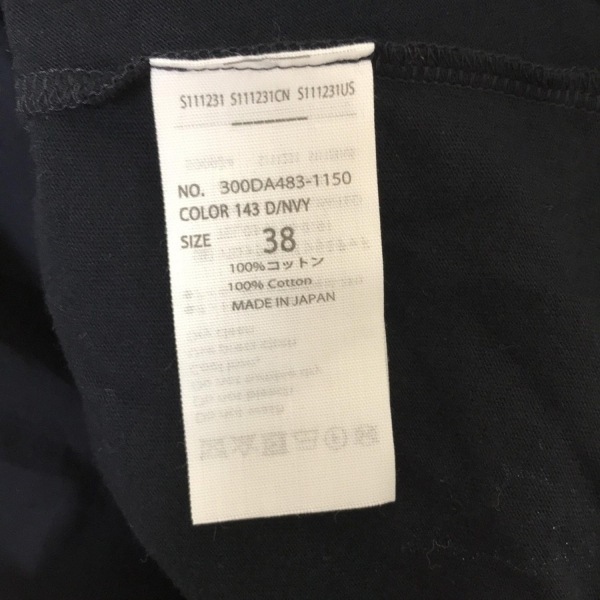 S111231 S111231CN S111231US
NO. 300DA483-1150
COLOR 143 D/NVY
SIZE 38
100%コットン
100% Cotton
MADE IN JAPAN